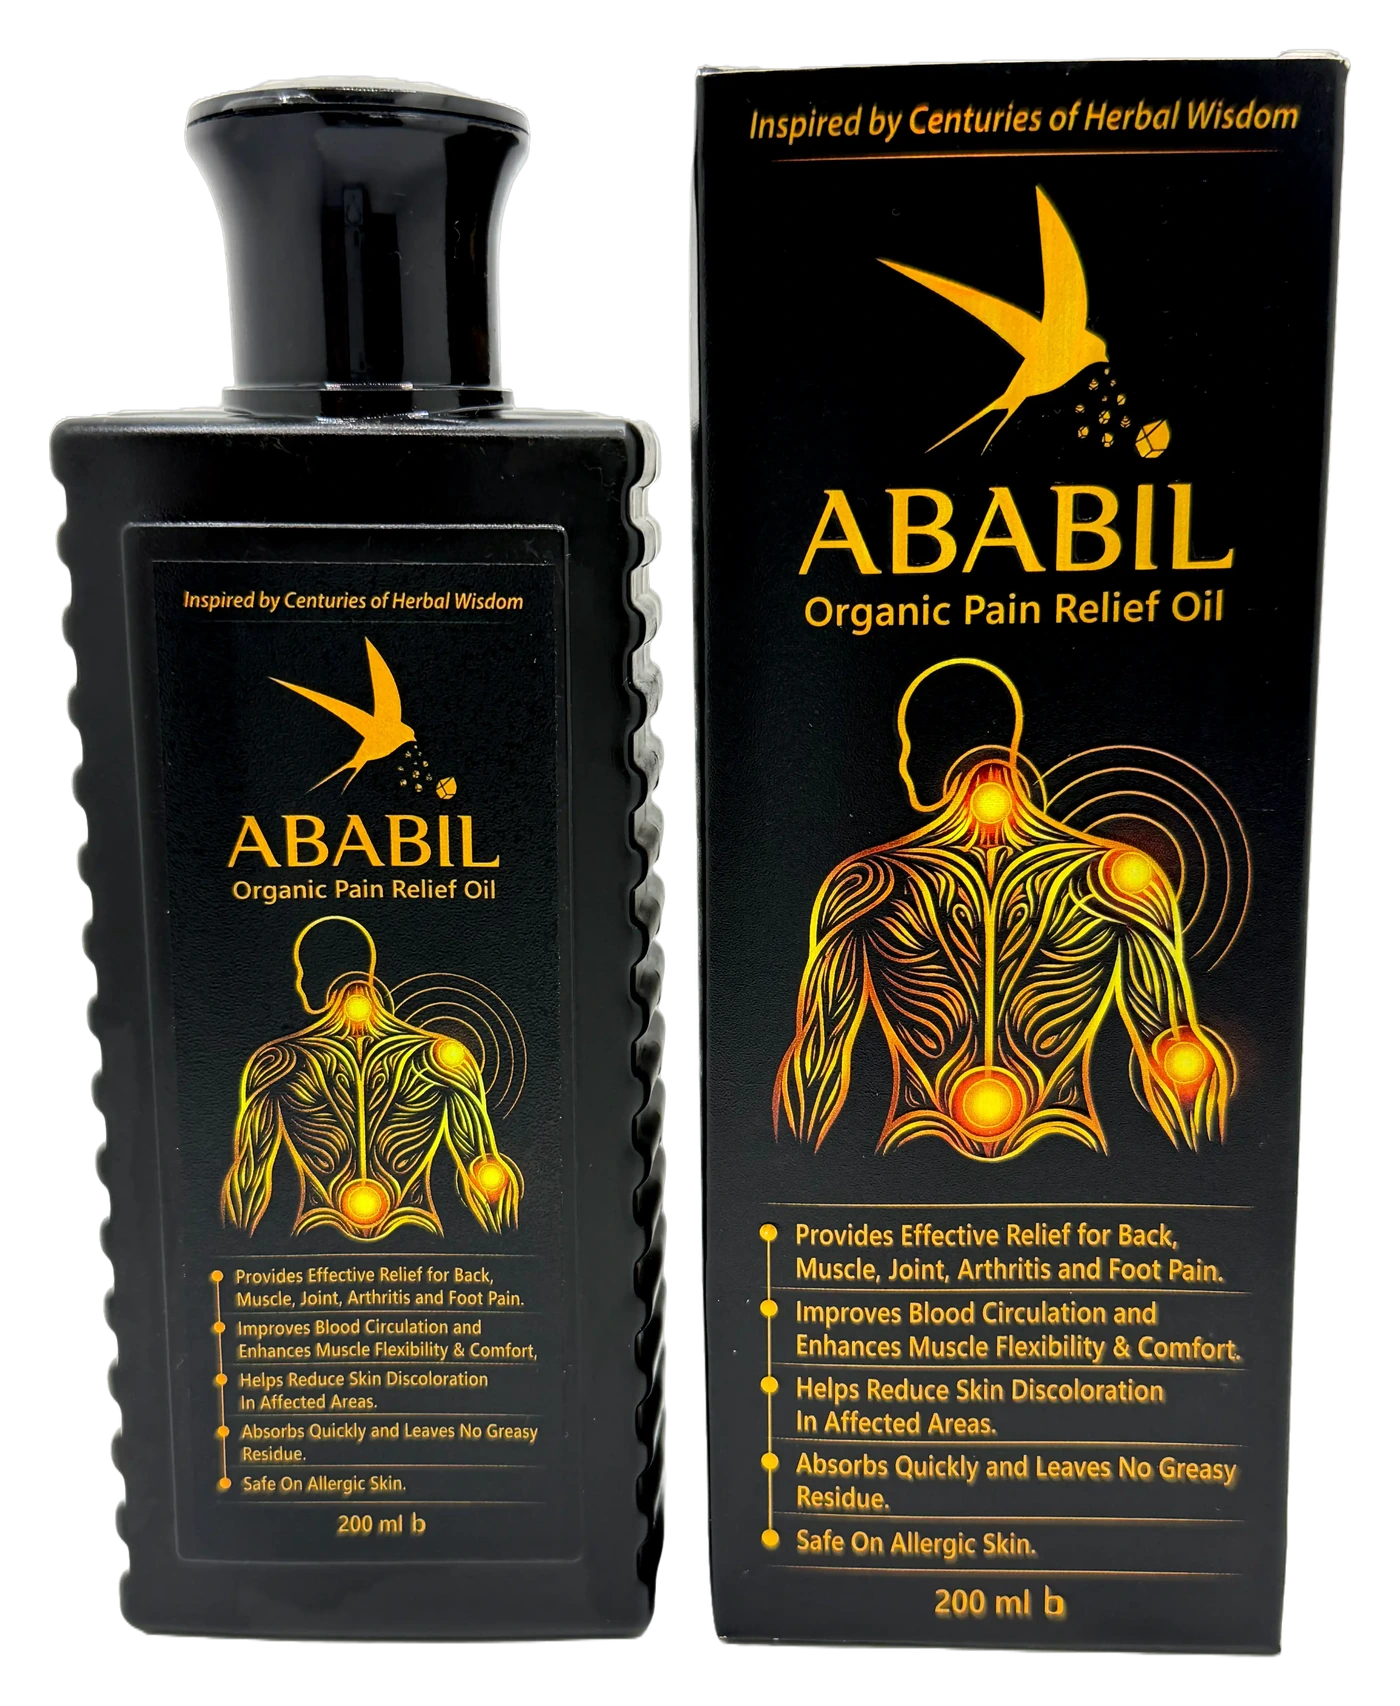 Inspired by Centuries of Herbal Wisdom
ABABIL
Organic Pain Relief Oil
Provides Effective Relief for Back,
Muscle, Joint, Arthritis and Foot Pain.
Improves Blood Circulation and
Enhances Muscle Flexibility & Comfort,
Helps Reduce Skin Discoloration
In Affected Areas.
Absorbs Quickly and Leaves No Greasy
Residue.
Safe On Allergic Skin.
200 ml b
Inspired by Centuries of Herbal Wisdom
ABABIL
Organic Pain Relief Oil
Provides Effective Relief for Back,
Muscle, Joint, Arthritis and Foot Pain.
Improves Blood Circulation and
Enhances Muscle Flexibility & Comfort.
Helps Reduce Skin Discoloration
In Affected Areas.
Absorbs Quickly and Leaves No Greasy
Residue.
Safe On Allergic Skin.
200 ml b